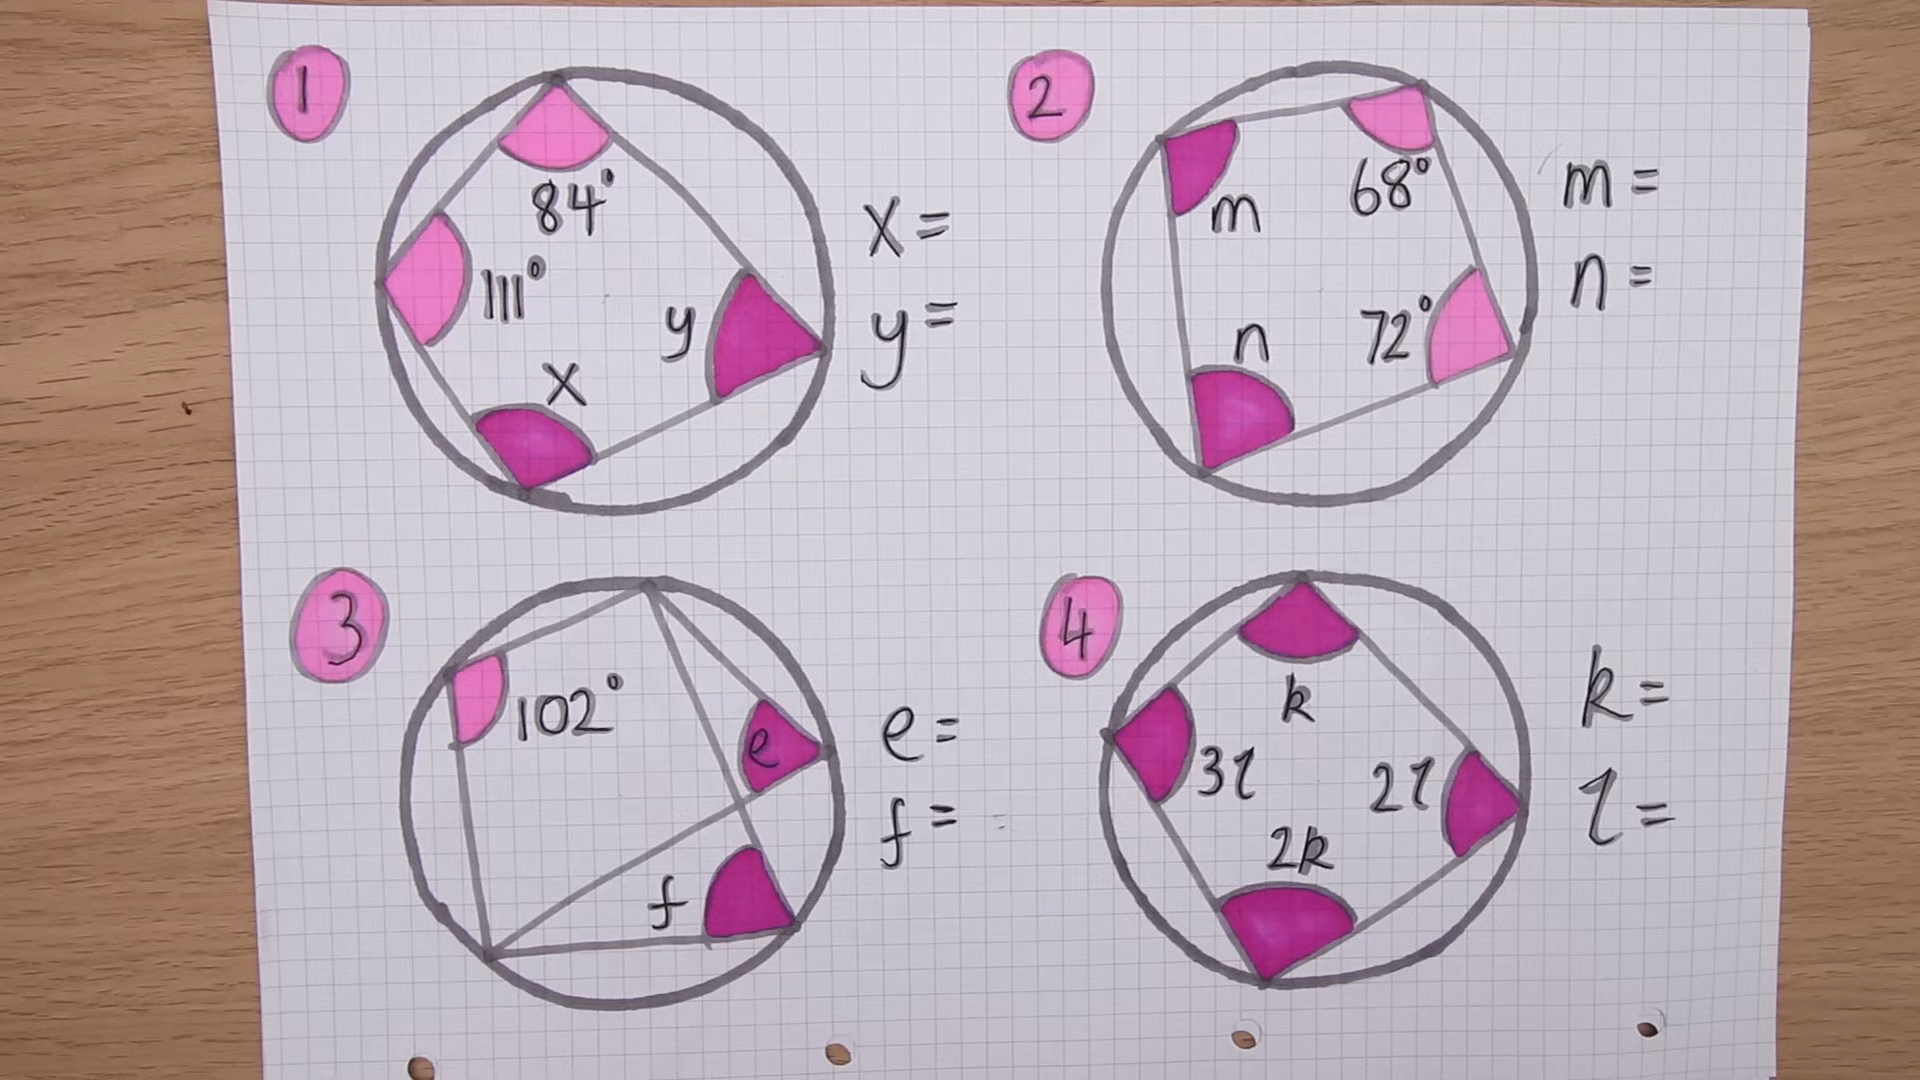 1
84°
111°
x
y
x =
y =
2
m
68°
72°
n
m =
n =
3
102°
e
f
e =
f =
4
k
3l
2l
2k
k =
l =